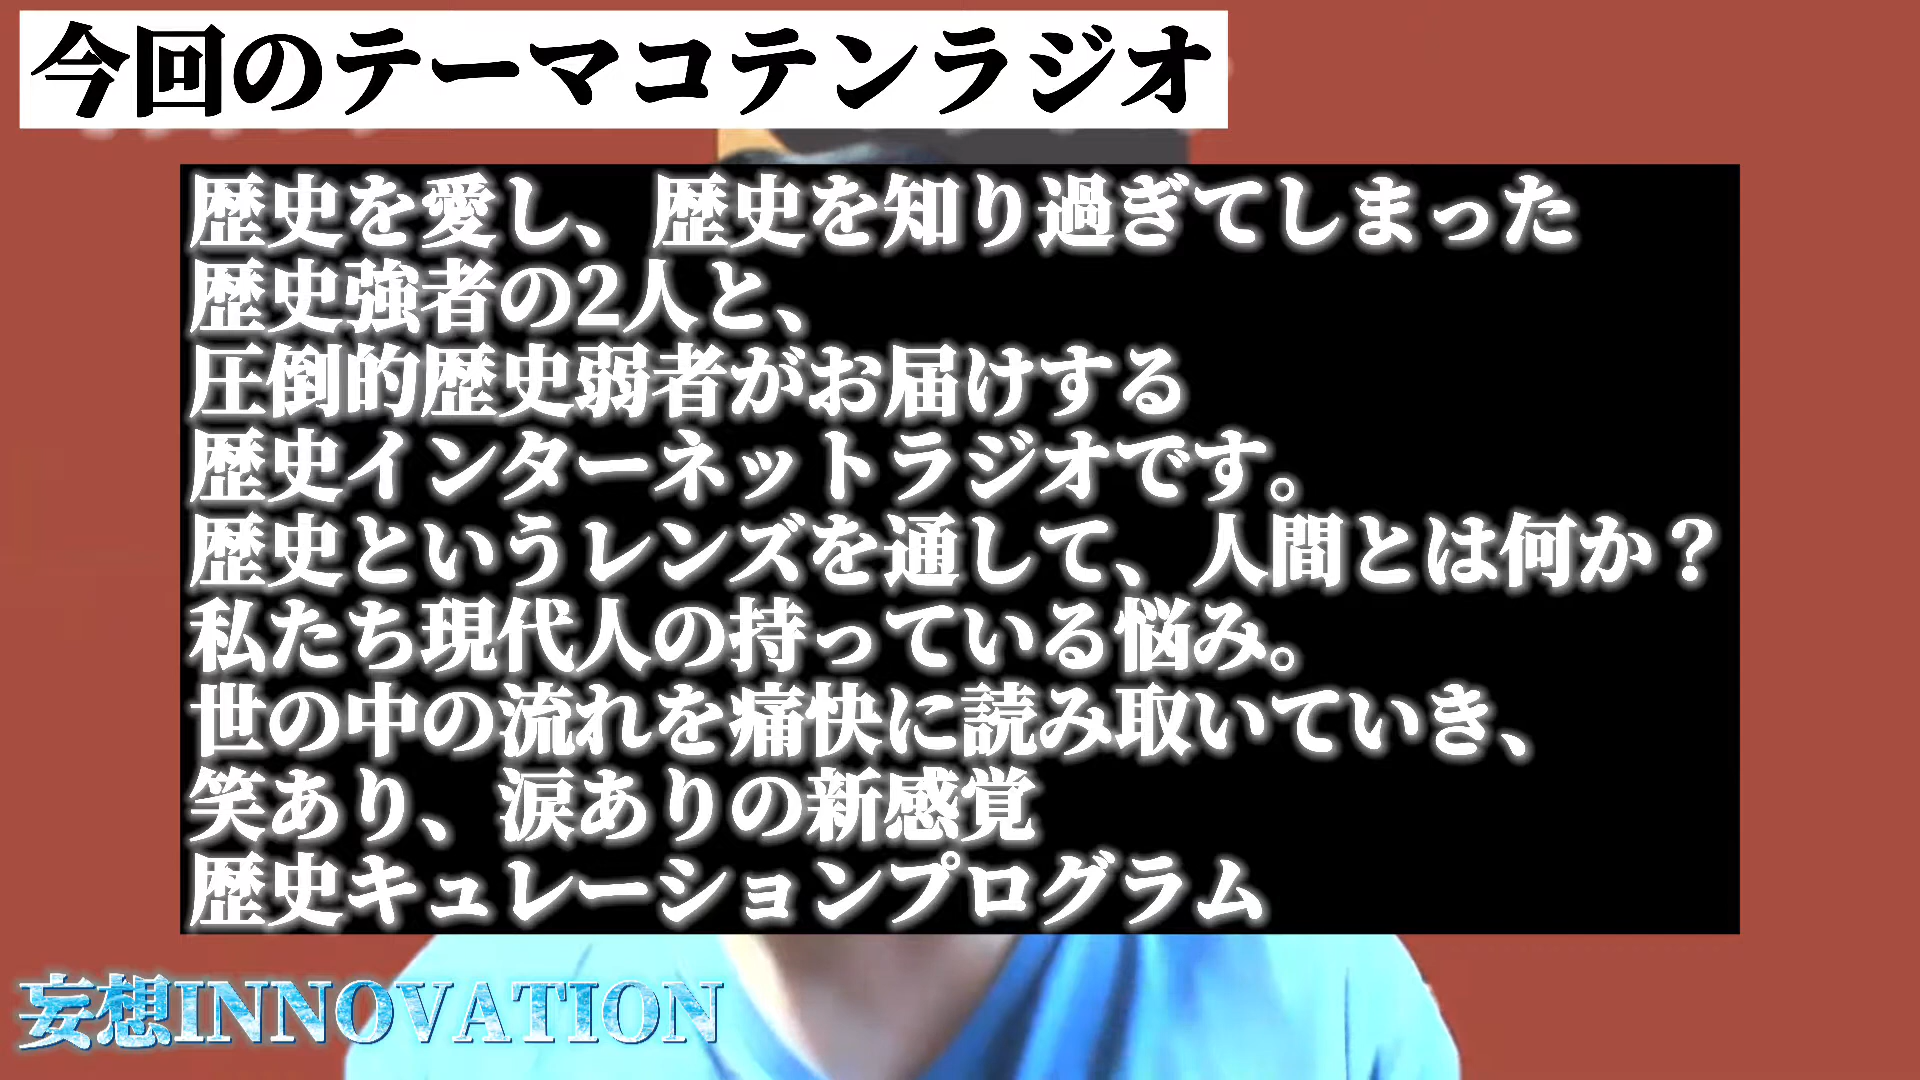 今回のテーマコテンラジオ
歴史を愛し、歴史を知り過ぎてしまった
歴史強者の2人と、
圧倒的歴史弱者がお届けする
歴史インターネットラジオです。
歴史というレンズを通して、人間とは何か？
私たち現代人の持っている悩み。
世の中の流れを痛快に読み取いていき、
笑あり、涙ありの新感覚
歴史キュレーションプログラム
妄想INNOVATION